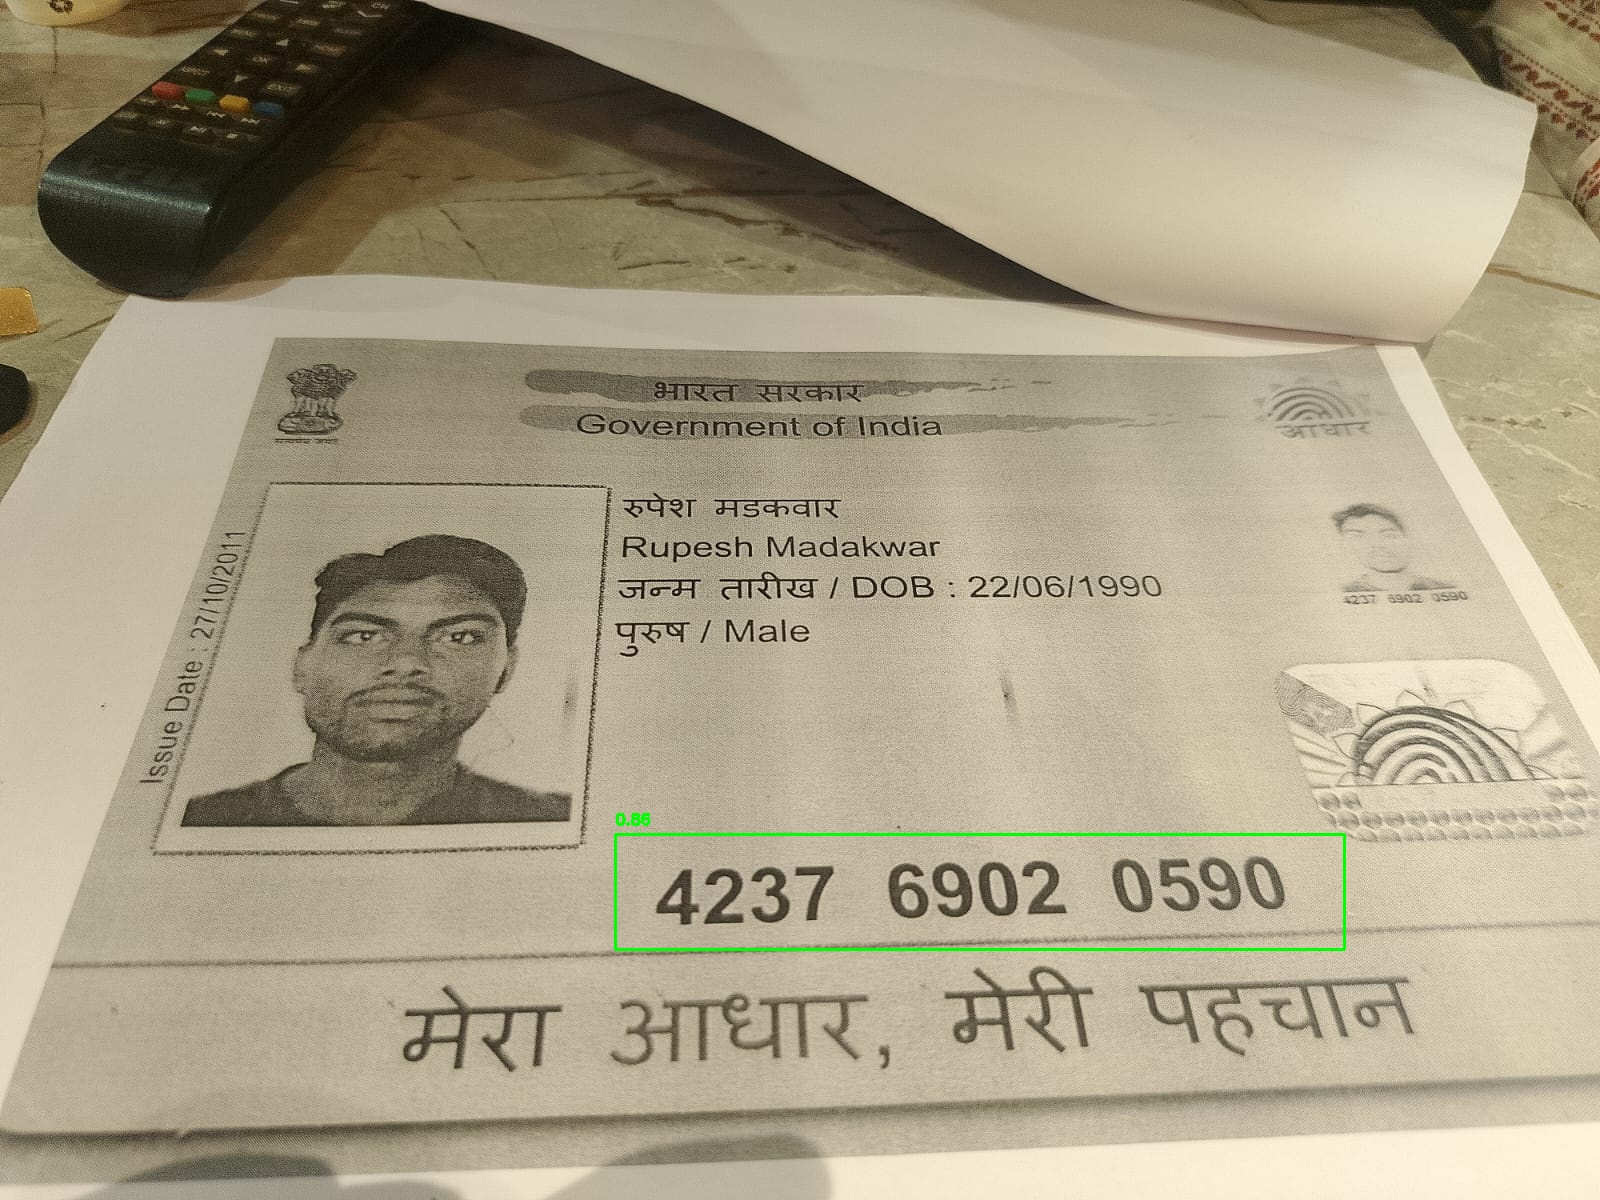 भारत सरकार
Government of India
आधार
रुपेश मडकवार
Rupesh Madakwar
जन्म तारीख / DOB : 22/06/1990
पुरुष / Male
Issue Date : 27/10/2011
4237 6902 0590
0.86
4237 6902 0590
मेरा आधार, मेरी पहचान